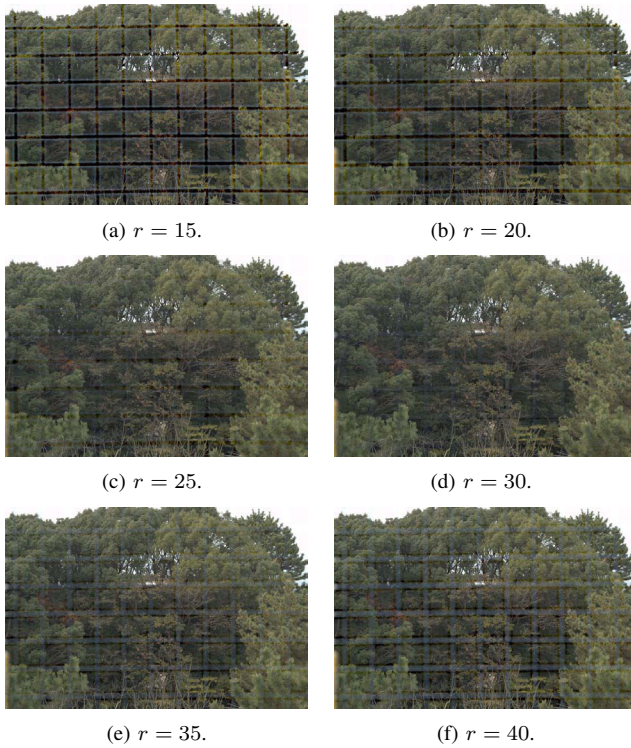 (a) r = 15.
(b) r = 20.
(c) r = 25.
(d) r = 30.
(e) r = 35.
(f) r = 40.